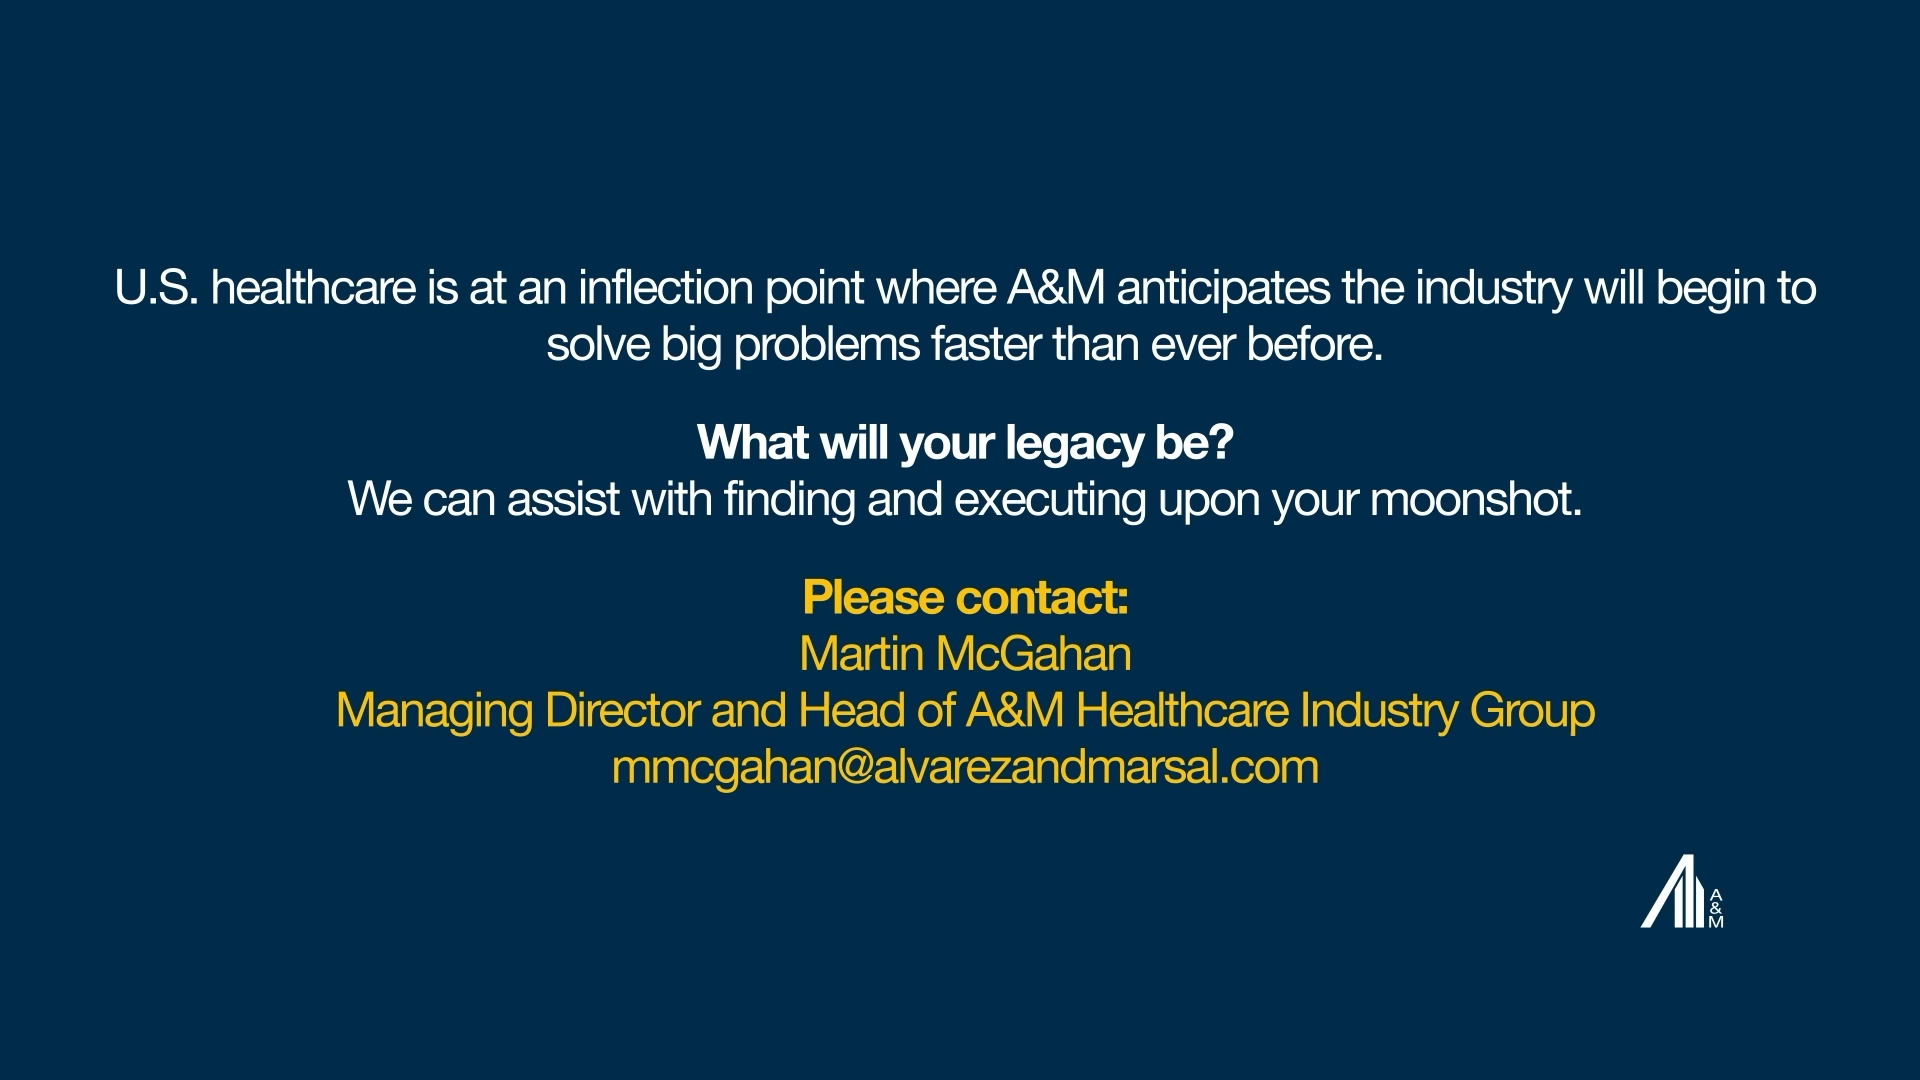 U.S. healthcare is at an inflection point where A&M anticipates the industry will begin to
solve big problems faster than ever before.
What will your legacy be?
We can assist with finding and executing upon your moonshot.
Please contact:
Martin McGahan
Managing Director and Head of A&M Healthcare Industry Group
mmcgahan@alvarezandmarsal.com
A
&
M